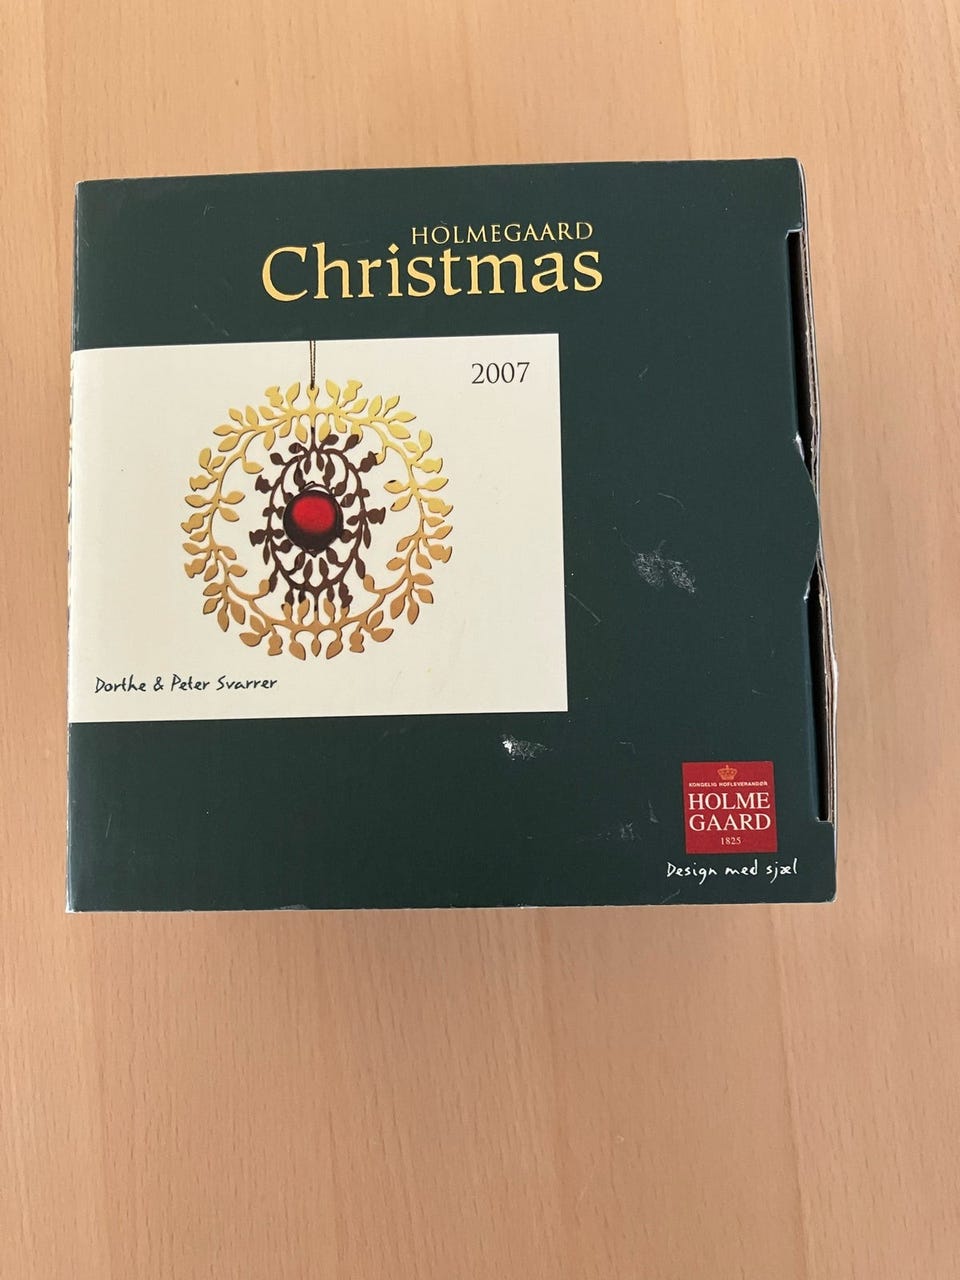 HOLMEGAARD
Christmas
2007
Dorthe & Peter Svarrer
KONGELIG HOFLEVERANDØR
HOLME
GAARD
1825
Design med sjæl